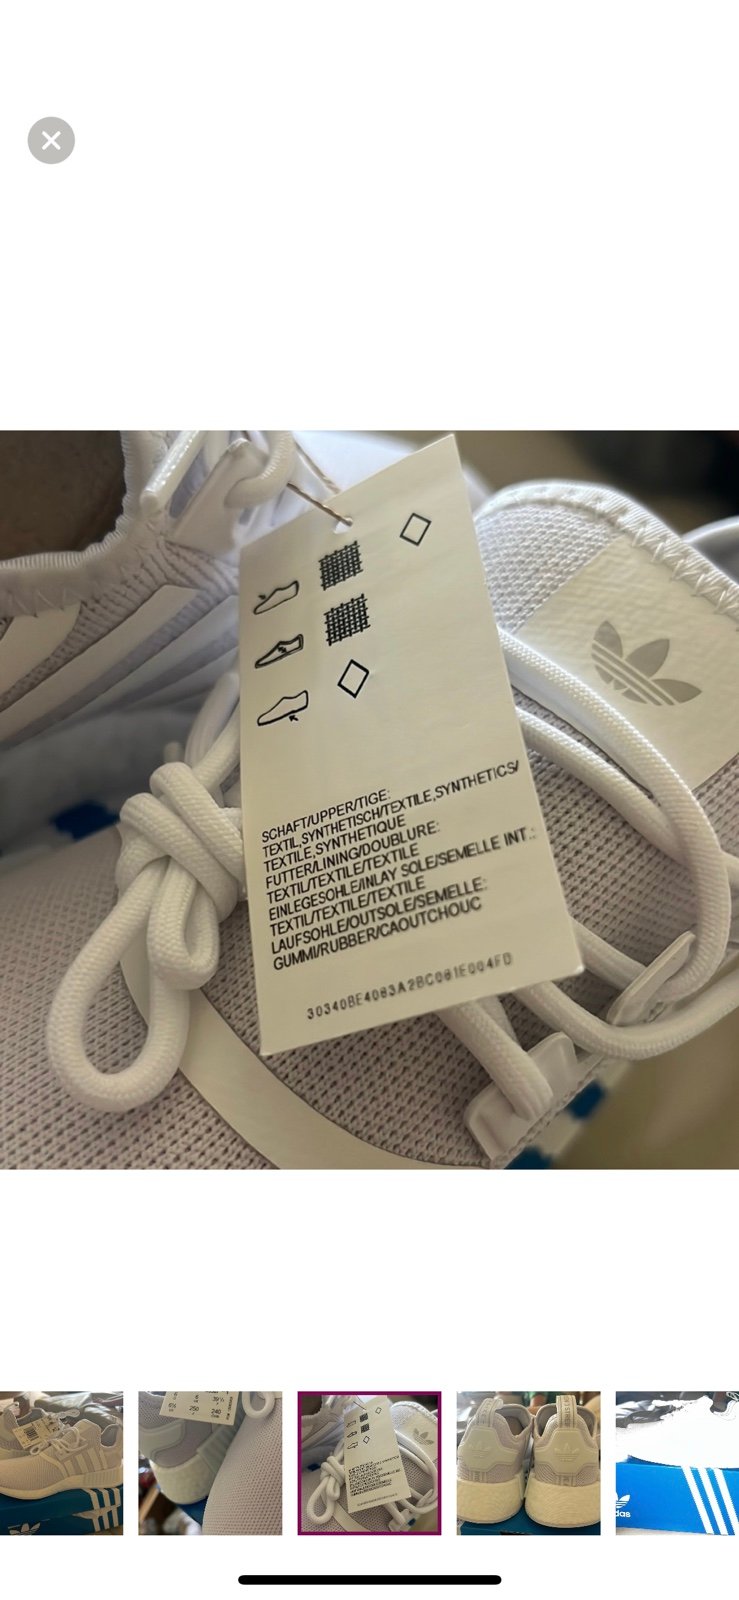 SCHAFT/UPPER/TIGE:
TEXTIL,SYNTHETISCH/TEXTILE,SYNTHETICS/
TEXTILE,SYNTHETIQUE
FUTTER/LINING/DOUBLURE:
TEXTIL/TEXTILE/TEXTILE
EINLEGESOHLE/INLAY SOLE/SEMELLE INT.:
TEXTIL/TEXTILE/TEXTILE
LAUFSOHLE/OUTSOLE/SEMELLE:
GUMMI/RUBBER/CAOUTCHOUC
30340BE4083A2BC081E004FD